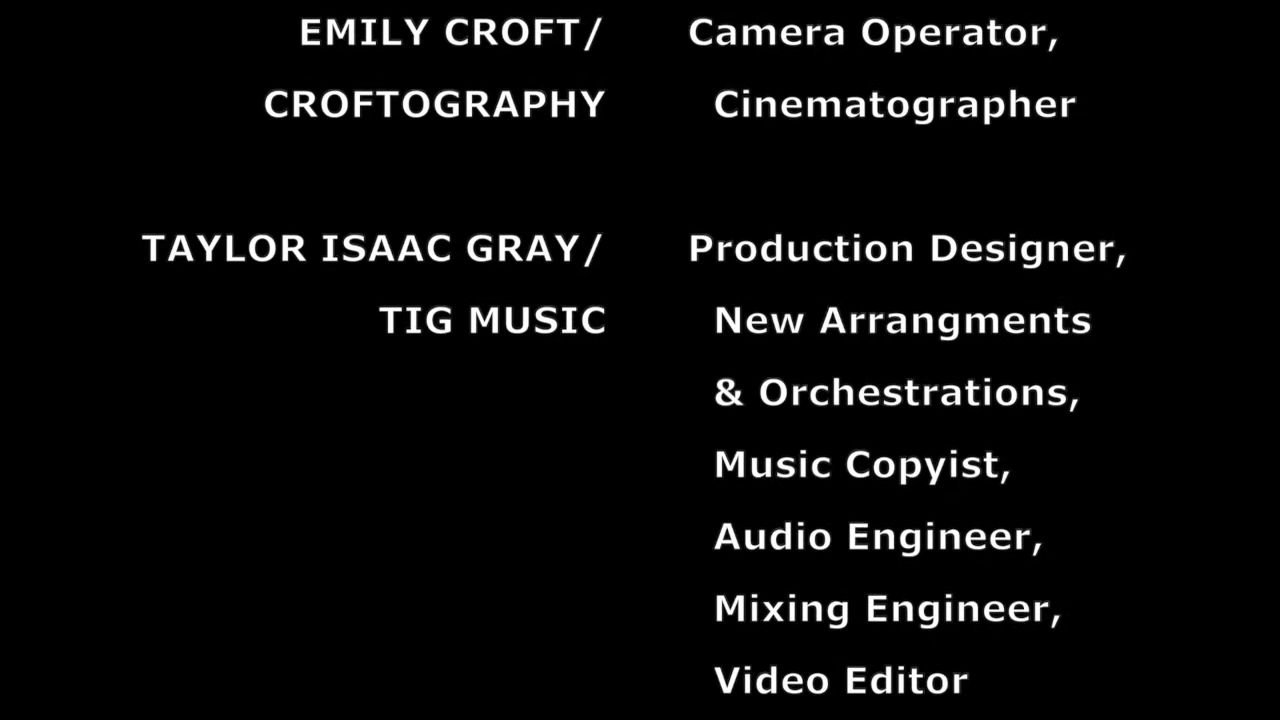 EMILY CROFT/ Camera Operator,
CROFTOGRAPHY Cinematographer
TAYLOR ISAAC GRAY/ Production Designer,
TIG MUSIC New Arrangments
& Orchestrations,
Music Copyist,
Audio Engineer,
Mixing Engineer,
Video Editor